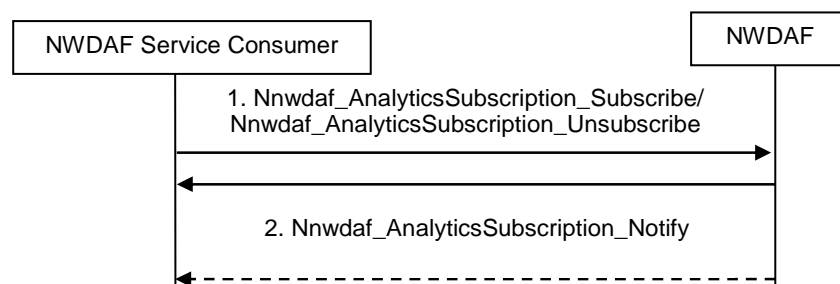 NWDAF Service Consumer
NWDAF
1. Nnwdaf_AnalyticsSubscription_Subscribe/
Nnwdaf_AnalyticsSubscription_Unsubscribe
2. Nnwdaf_AnalyticsSubscription_Notify